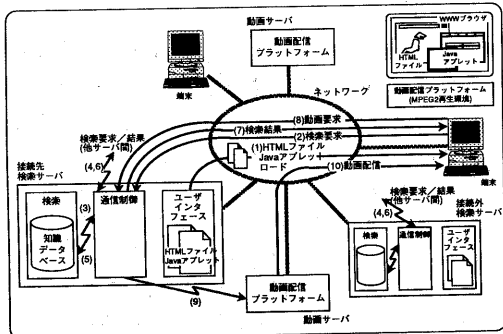 動画サーバ
動画配信
プラットフォーム
WWWブラウザ
HTML
ファイル
Java
アプレット
動画配信プラットフォーム
(MPEG2再生環境)
端末
ネットワーク
(8)動画要求
(7)検索結果
(2)検索要求
(1)HTMLファイル
Javaアプレット
ロード
(10)動画配信
端末
検索要求/結果
(他サーバ間)
(4,6)
接続先
検索サーバ
検索
知識
データ
ベース
(3)
(5)
通信制御
ユーザ
インタ
フェース
HTMLファイル
Javaアプレット
(9)
検索要求/結果
(他サーバ間)
(4,6)
接続外
検索サーバ
検索
通信制御
ユーザ
インタ
フェース
動画配信
プラットフォーム
動画サーバ